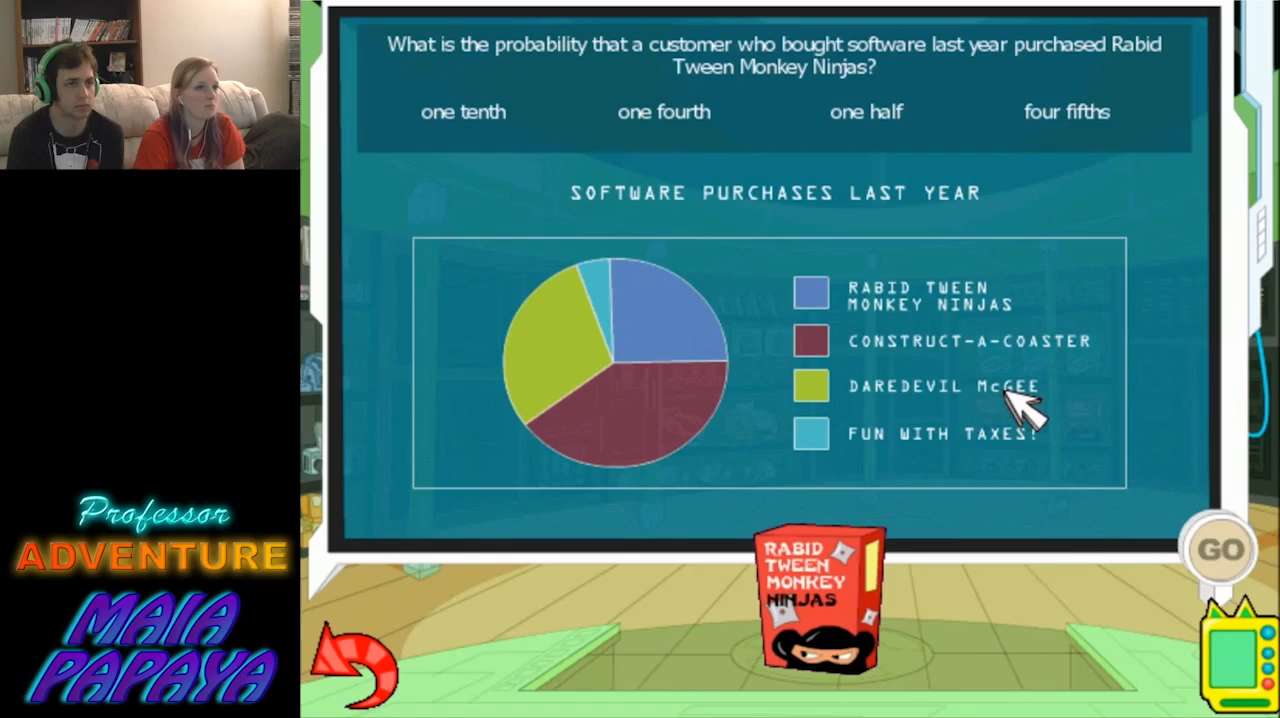 What is the probability that a customer who bought software last year purchased Rabid
Tween Monkey Ninjas?
one tenth
one fourth
one half
four fifths
SOFTWARE PURCHASES LAST YEAR
RABID TWEEN
MONKEY NINJAS
CONSTRUCT-A-COASTER
DAREDEVIL McGEE
FUN WITH TAXES!
GO
RABID
TWEEN
MONKEY
NINJAS
Professor
ADVENTURE
MAIA
PAPAYA